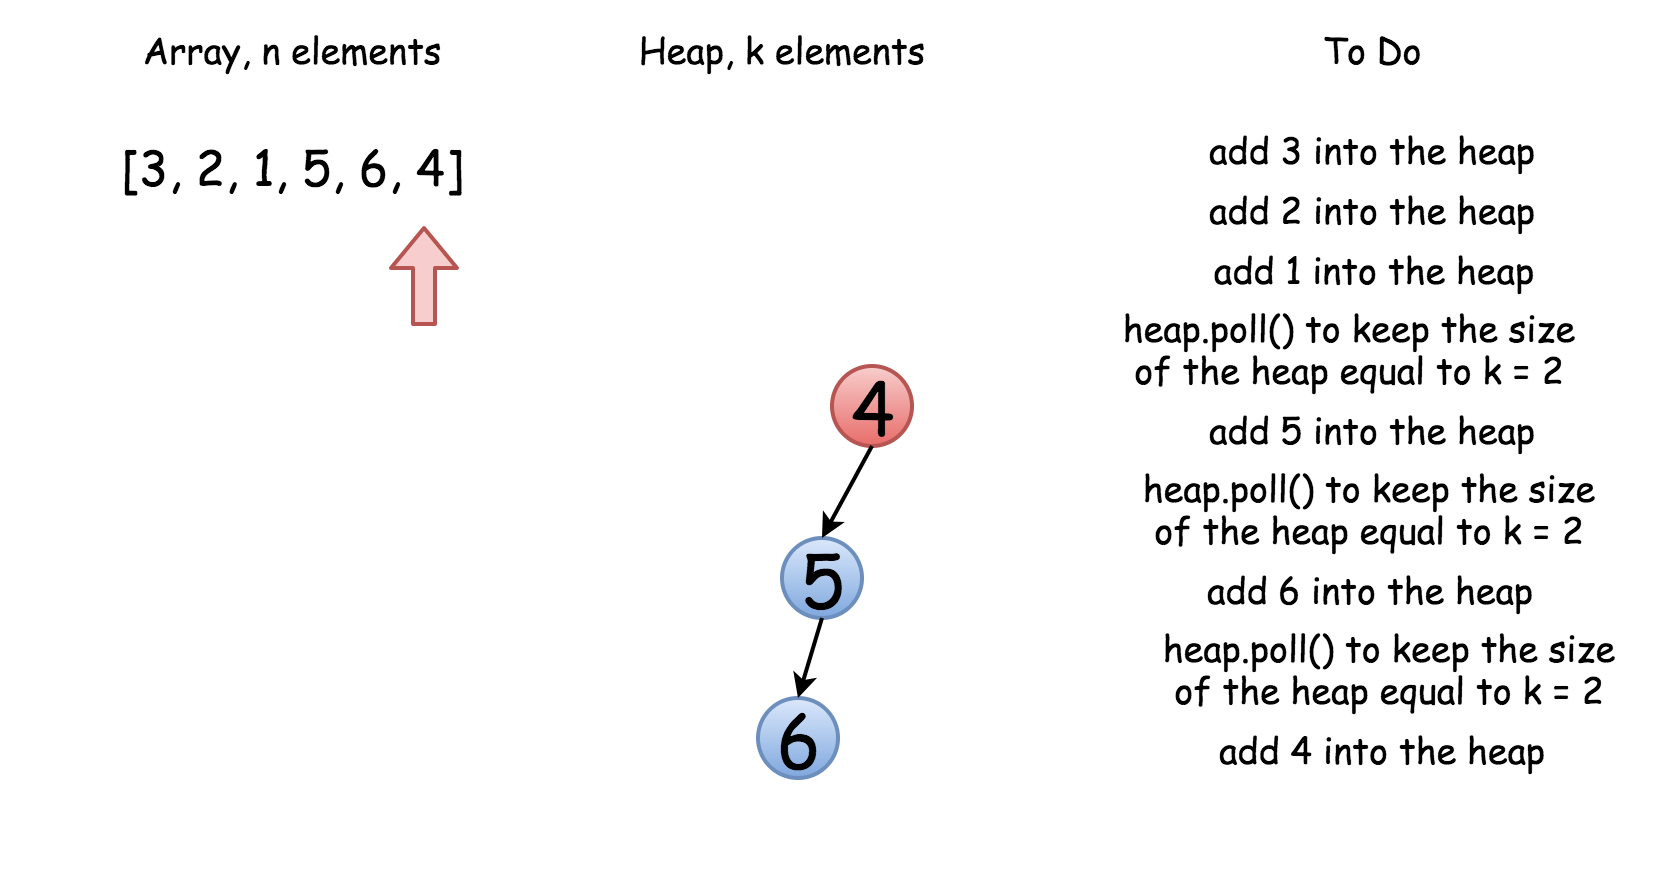 Array, n elements
Heap, k elements
To Do
[3, 2, 1, 5, 6, 4]
add 3 into the heap
add 2 into the heap
add 1 into the heap
heap.poll() to keep the size
of the heap equal to k = 2
add 5 into the heap
heap.poll() to keep the size
of the heap equal to k = 2
add 6 into the heap
heap.poll() to keep the size
of the heap equal to k = 2
add 4 into the heap
4
5
6